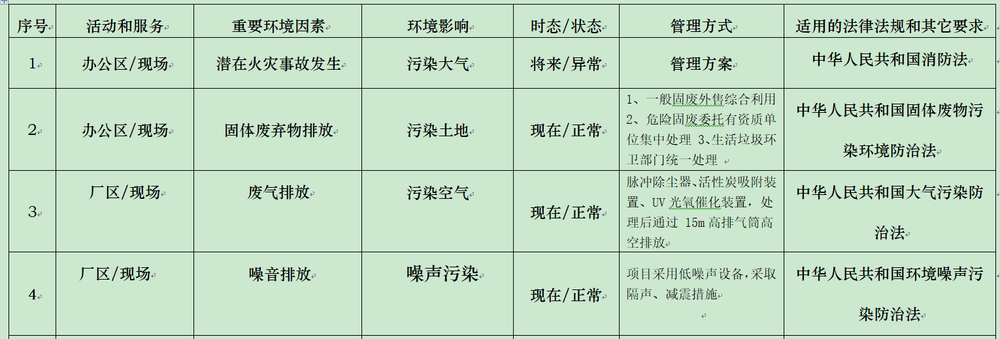 序号 活动和服务 重要环境因素 环境影响 时态/状态 管理方式 适用的法律法规和其它要求
1 办公区/现场 潜在火灾事故发生 污染大气 将来/异常 管理方案 中华人民共和国消防法
2 办公区/现场 固体废弃物排放 污染土地 现在/正常
1、一般固废外售综合利用
2、危险固废委托有资质单
位集中处理 3、生活垃圾环
卫部门统一处理
中华人民共和国固体废物污
染环境防治法
3 厂区/现场 废气排放 污染空气 现在/正常
脉冲除尘器、活性炭吸附装
置、UV光氧催化装置，处
理后通过 15m高排气筒高
空排放
中华人民共和国大气污染防
治法
4 厂区/现场 噪音排放 噪声污染 现在/正常
项目采用低噪声设备,采取
隔声、减震措施
中华人民共和国环境噪声污
染防治法